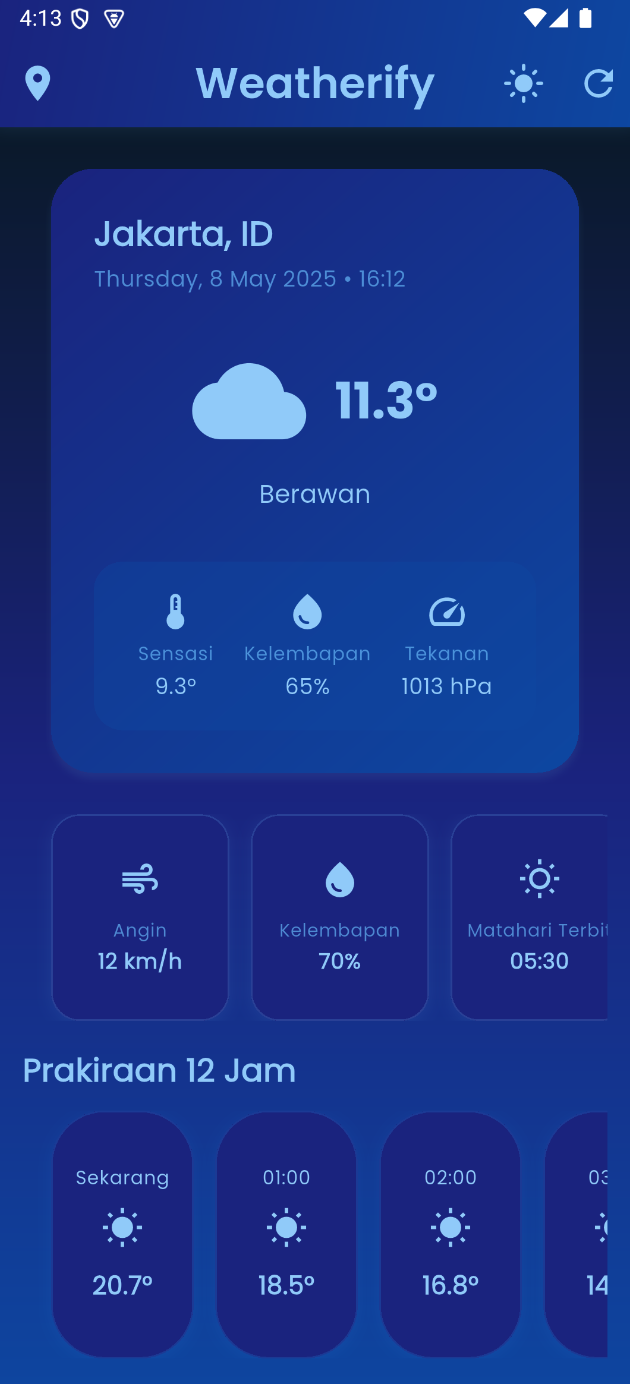 4:13
Weatherify
Jakarta, ID
Thursday, 8 May 2025 • 16:12
11.3°
Berawan
Sensasi Kelembapan Tekanan
9.3° 65% 1013 hPa
Angin Kelembapan Matahari Terbit
12 km/h 70% 05:30
Prakiraan 12 Jam
Sekarang 01:00 02:00 03
20.7° 18.5° 16.8° 14